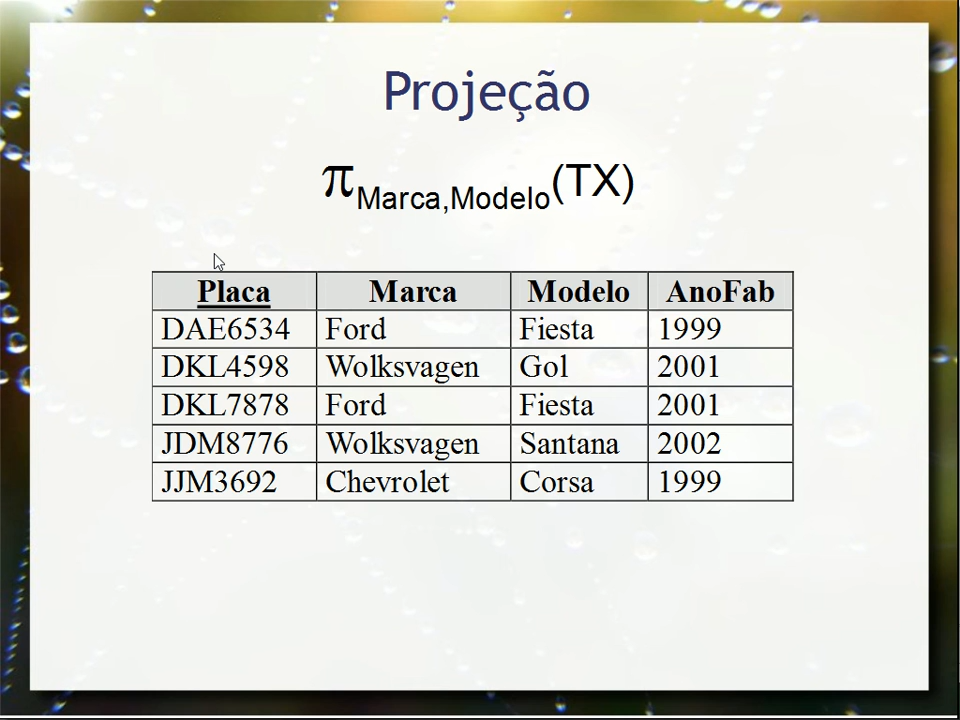 Projeção
πMarca,Modelo(TX)
Placa Marca Modelo AnoFab
DAE6534 Ford Fiesta 1999
DKL4598 Wolksvagen Gol 2001
DKL7878 Ford Fiesta 2001
JDM8776 Wolksvagen Santana 2002
JJM3692 Chevrolet Corsa 1999